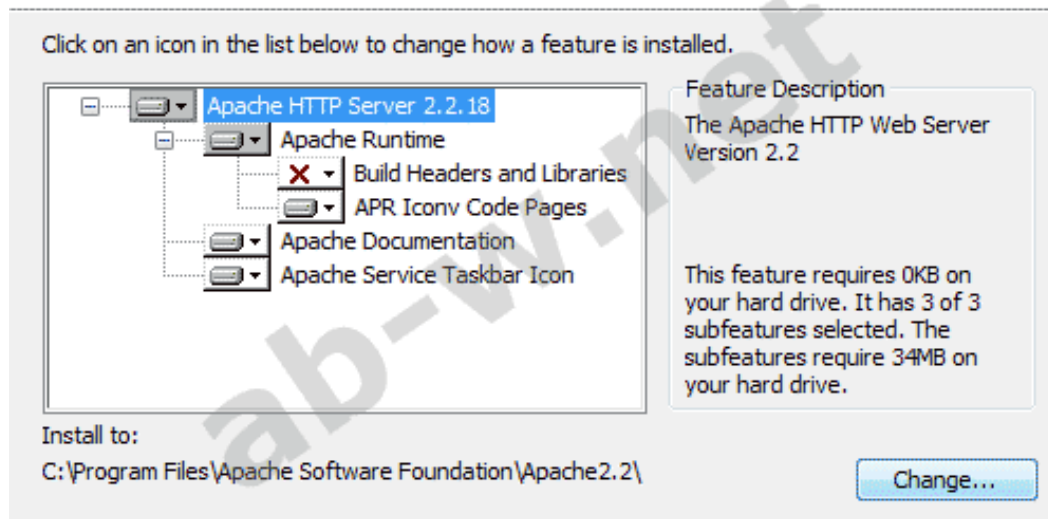 Click on an icon in the list below to change how a feature is installed.
Apache HTTP Server 2.2.18
Apache Runtime
Build Headers and Libraries
APR Iconv Code Pages
Apache Documentation
Apache Service Taskbar Icon
Feature Description
The Apache HTTP Web Server
Version 2.2
This feature requires 0KB on
your hard drive. It has 3 of 3
subfeatures selected. The
subfeatures require 34MB on
your hard drive.
Install to:
C:\Program Files\Apache Software Foundation\Apache2.2\
Change...
ab-w.net